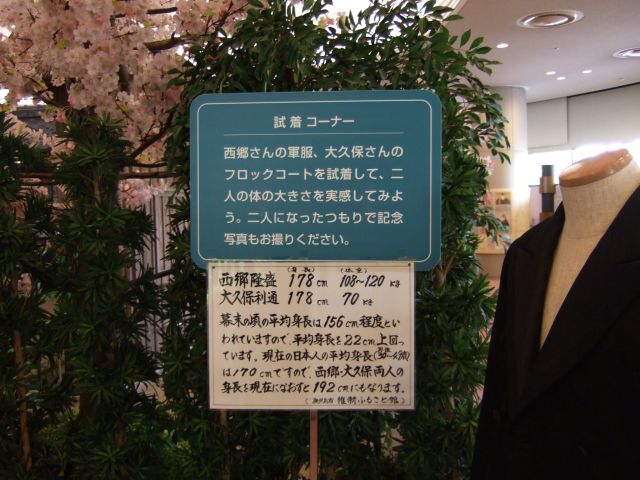 試着コーナー
西郷さんの軍服、大久保さんの
フロックコートを試着して、二
人の体の大きさを実感してみよ
う。二人になったつもりで記念
写真もお撮りください。
(身長) (体重)
西郷隆盛 178cm 108~120kg
大久保利通 178cm 70kg
幕末の頃の平均身長は156cm程度とい
われていますので、平均身長を22cm上回っ
ています。現在の日本人の平均身長
は170cmですので、西郷・大久保両人の
身長を現在になおすと192cmにもなります。
維新ふるさと館